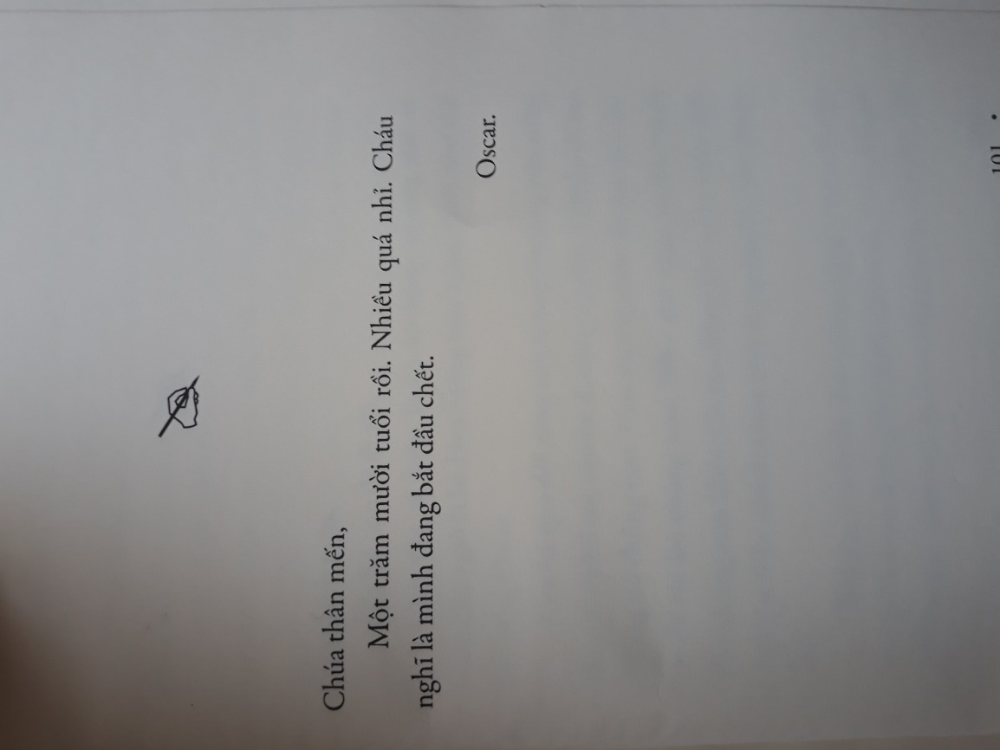 Chúa thân mến,
Một trăm mười tuổi rồi. Nhiều quá nhỉ. Cháu
nghĩ là mình đang bắt đầu chết.
Oscar.
101 •